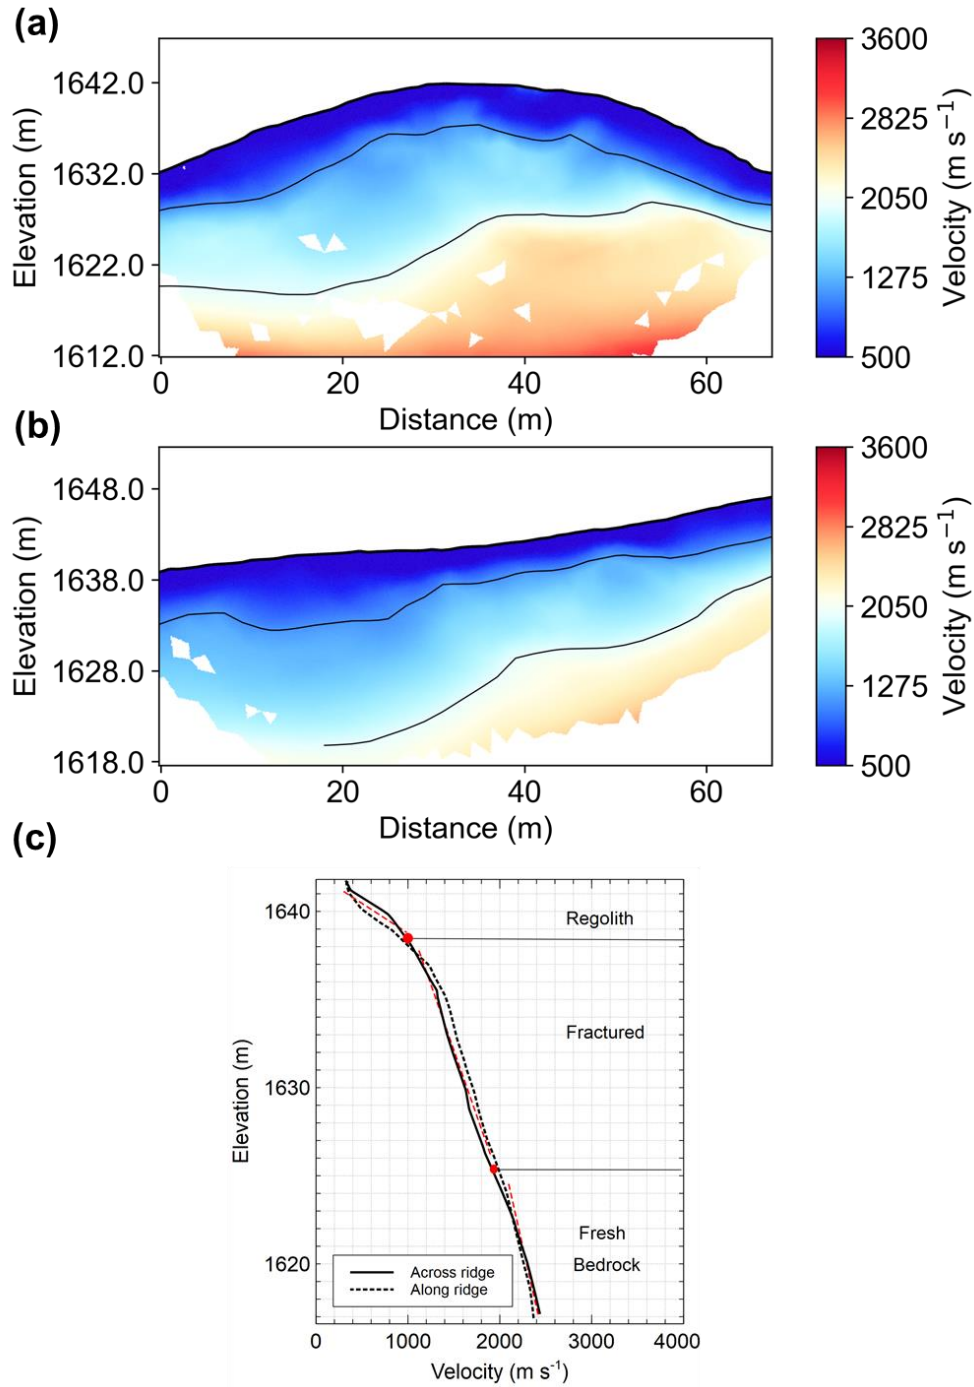 (a)
1642.0
1632.0
1622.0
1612.0
Elevation (m)
0 20 40 60
Distance (m)
3600
2825
2050
1275
500
Velocity (m s⁻¹)
(b)
1648.0
1638.0
1628.0
1618.0
Elevation (m)
0 20 40 60
Distance (m)
3600
2825
2050
1275
500
Velocity (m s⁻¹)
(c)
1640
1630
1620
Elevation (m)
Regolith
Fractured
Fresh
Bedrock
Across ridge
Along ridge
0 1000 2000 3000 4000
Velocity (m s⁻¹)